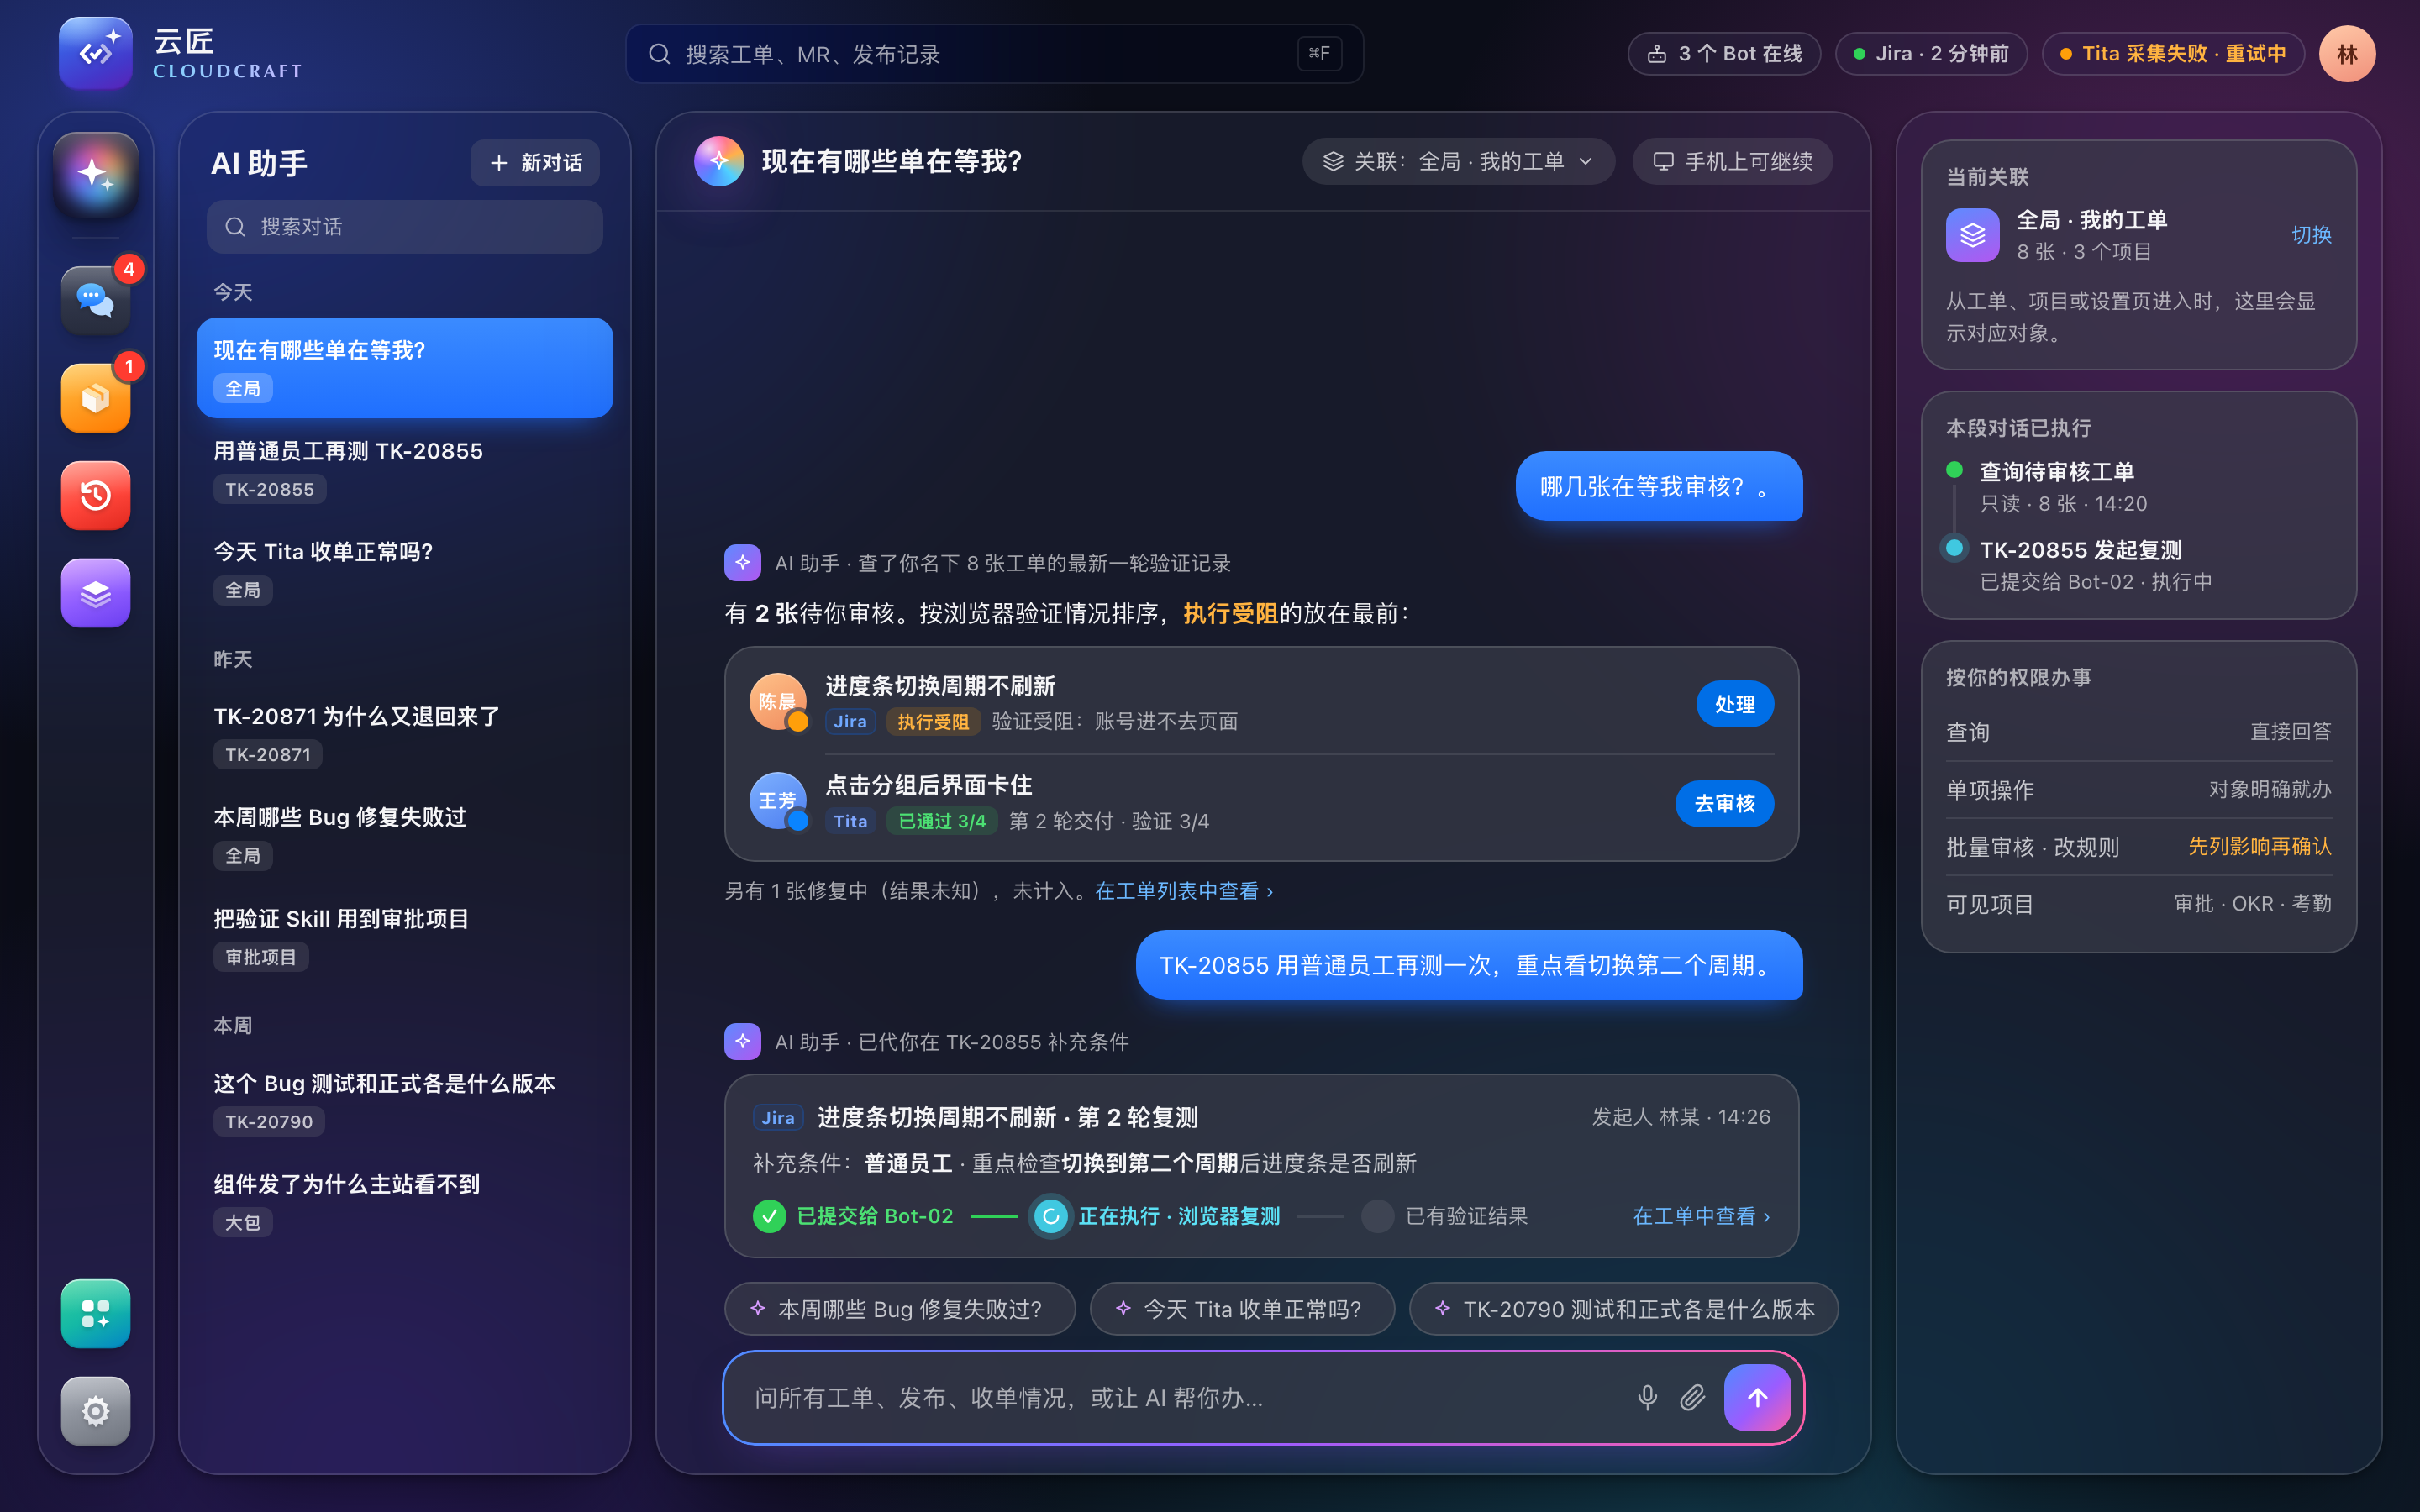 云匠
CLOUDCRAFT
搜索工单、MR、发布记录
⌘F
3 个 Bot 在线
Jira · 2 分钟前
Tita 采集失败 · 重试中
林
4
1
AI 助手
新对话
搜索对话
今天
现在有哪些单在等我?
全局
用普通员工再测 TK-20855
TK-20855
今天 Tita 收单正常吗?
全局
昨天
TK-20871 为什么又退回来了
TK-20871
本周哪些 Bug 修复失败过
全局
把验证 Skill 用到审批项目
审批项目
本周
这个 Bug 测试和正式各是什么版本
TK-20790
组件发了为什么主站看不到
大包
现在有哪些单在等我?
关联: 全局 · 我的工单
手机上可继续
哪几张在等我审核? 。
AI 助手 · 查了你名下 8 张工单的最新一轮验证记录
有 2 张待你审核。按浏览器验证情况排序，执行受阻的放在最前:
陈晨
进度条切换周期不刷新
Jira 执行受阻 验证受阻: 账号进不去页面
处理
王芳
点击分组后界面卡住
Tita 已通过 3/4 第 2 轮交付 · 验证 3/4
去审核
另有 1 张修复中（结果未知），未计入。在工单列表中查看 ›
TK-20855 用普通员工再测一次，重点看切换第二个周期。
AI 助手 · 已代你在 TK-20855 补充条件
Jira 进度条切换周期不刷新 · 第 2 轮复测
发起人 林某 · 14:26
补充条件: 普通员工 · 重点检查切换到第二个周期后进度条是否刷新
已提交给 Bot-02
正在执行 · 浏览器复测
已有验证结果
在工单中查看 ›
本周哪些 Bug 修复失败过?
今天 Tita 收单正常吗?
TK-20790 测试和正式各是什么版本
问所有工单、发布、收单情况，或让 AI 帮你办...
当前关联
全局 · 我的工单
8 张 · 3 个项目
切换
从工单、项目或设置页进入时，这里会显
示对应对象。
本段对话已执行
查询待审核工单
只读 · 8 张 · 14:20
TK-20855 发起复测
已提交给 Bot-02 · 执行中
按你的权限办事
查询 直接回答
单项操作 对象明确就办
批量审核 · 改规则 先列影响再确认
可见项目 审批 · OKR · 考勤